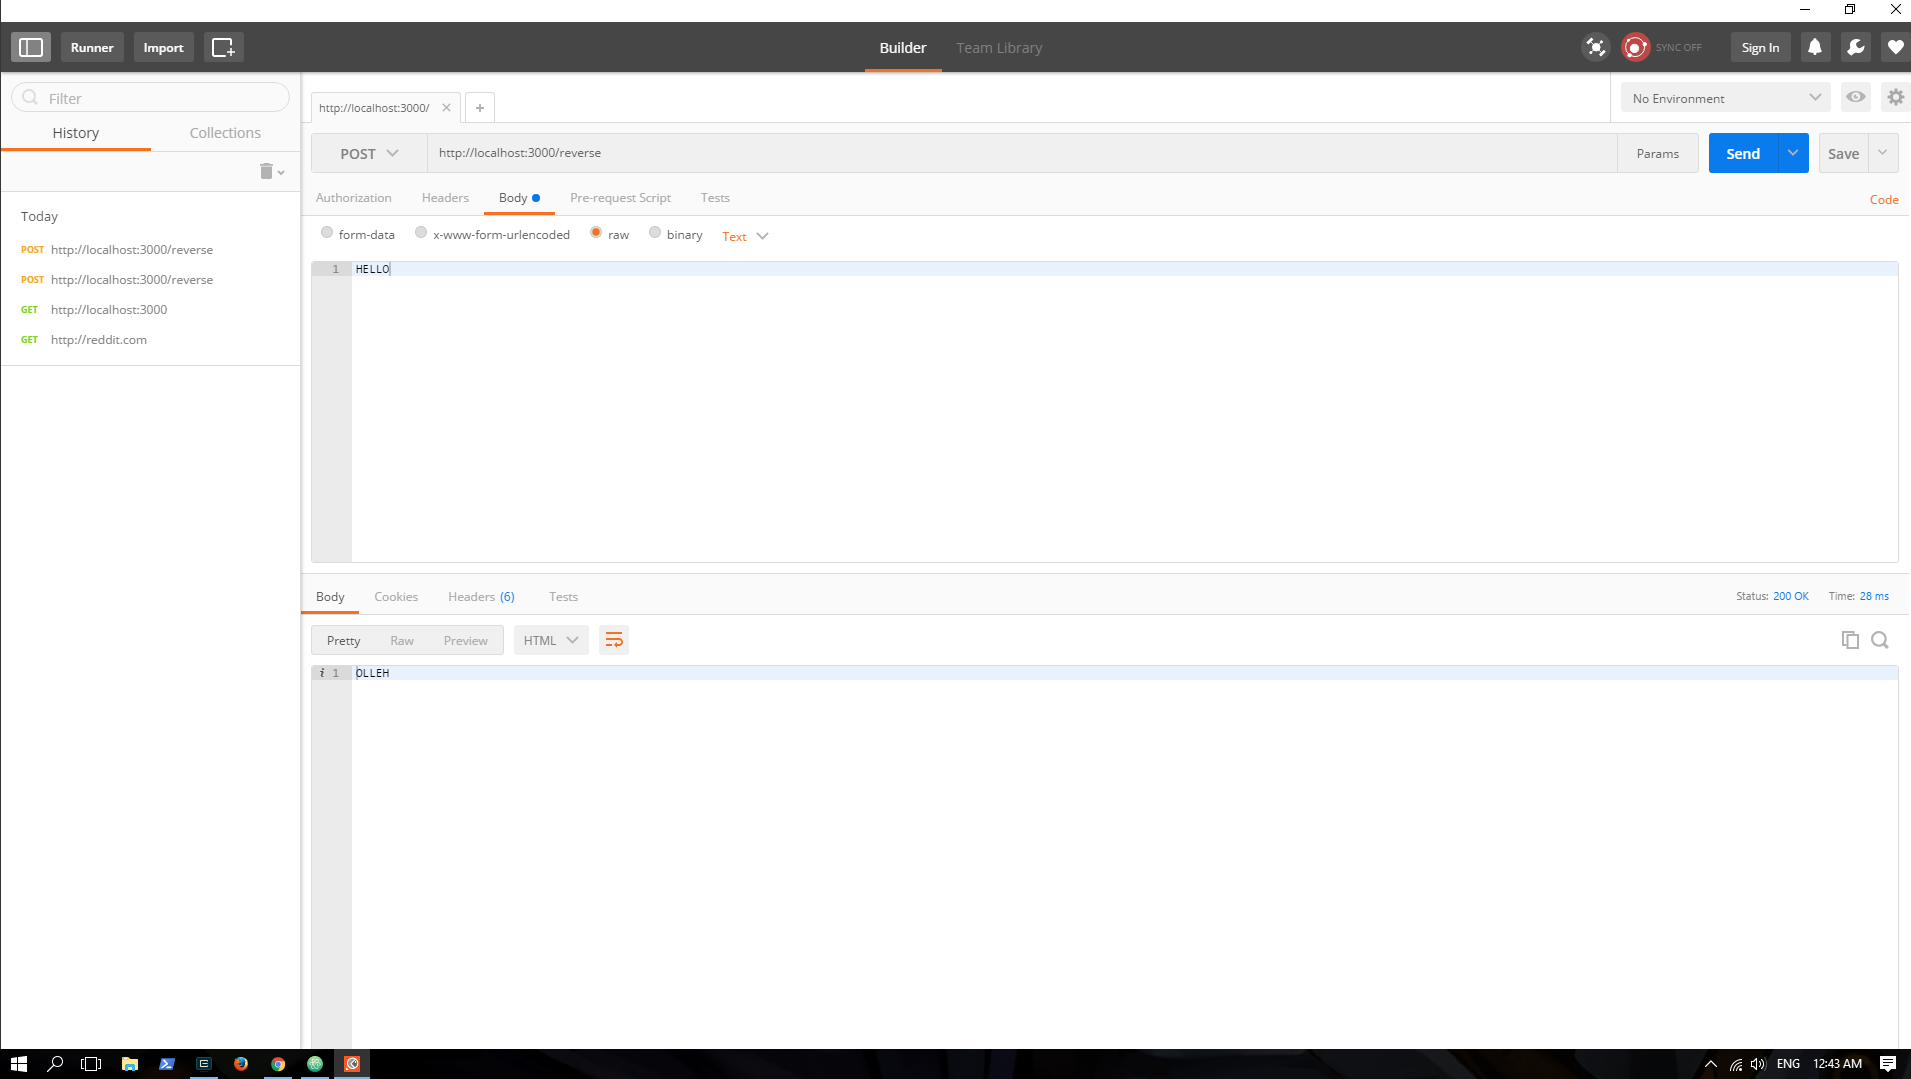 Runner Import Builder Team Library SYNC OFF Sign In
Filter
History Collections
Today
POST http://localhost:3000/reverse
POST http://localhost:3000/reverse
GET http://localhost:3000
GET http://reddit.com
http://localhost:3000/ No Environment
POST http://localhost:3000/reverse Params Send Save
Authorization Headers Body Pre-request Script Tests Code
form-data x-www-form-urlencoded raw binary Text
1 HELLO
Body Cookies Headers (6) Tests Status: 200 OK Time: 28 ms
Pretty Raw Preview HTML
i 1 OLLEH
ENG 12:43 AM